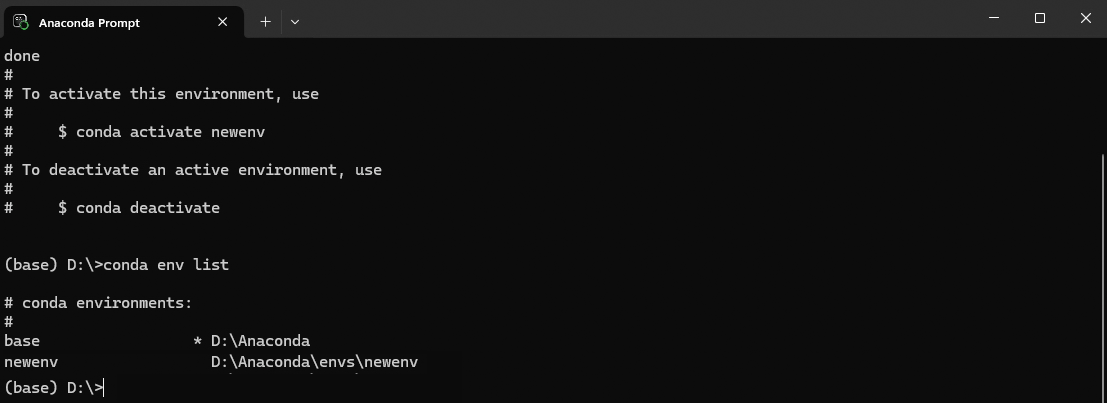 Anaconda Prompt
done
#
# To activate this environment, use
#
#     $ conda activate newenv
#
# To deactivate an active environment, use
#
#     $ conda deactivate
(base) D:\>conda env list
# conda environments:
#
base                 * D:\Anaconda
newenv                 D:\Anaconda\envs\newenv
(base) D:\>